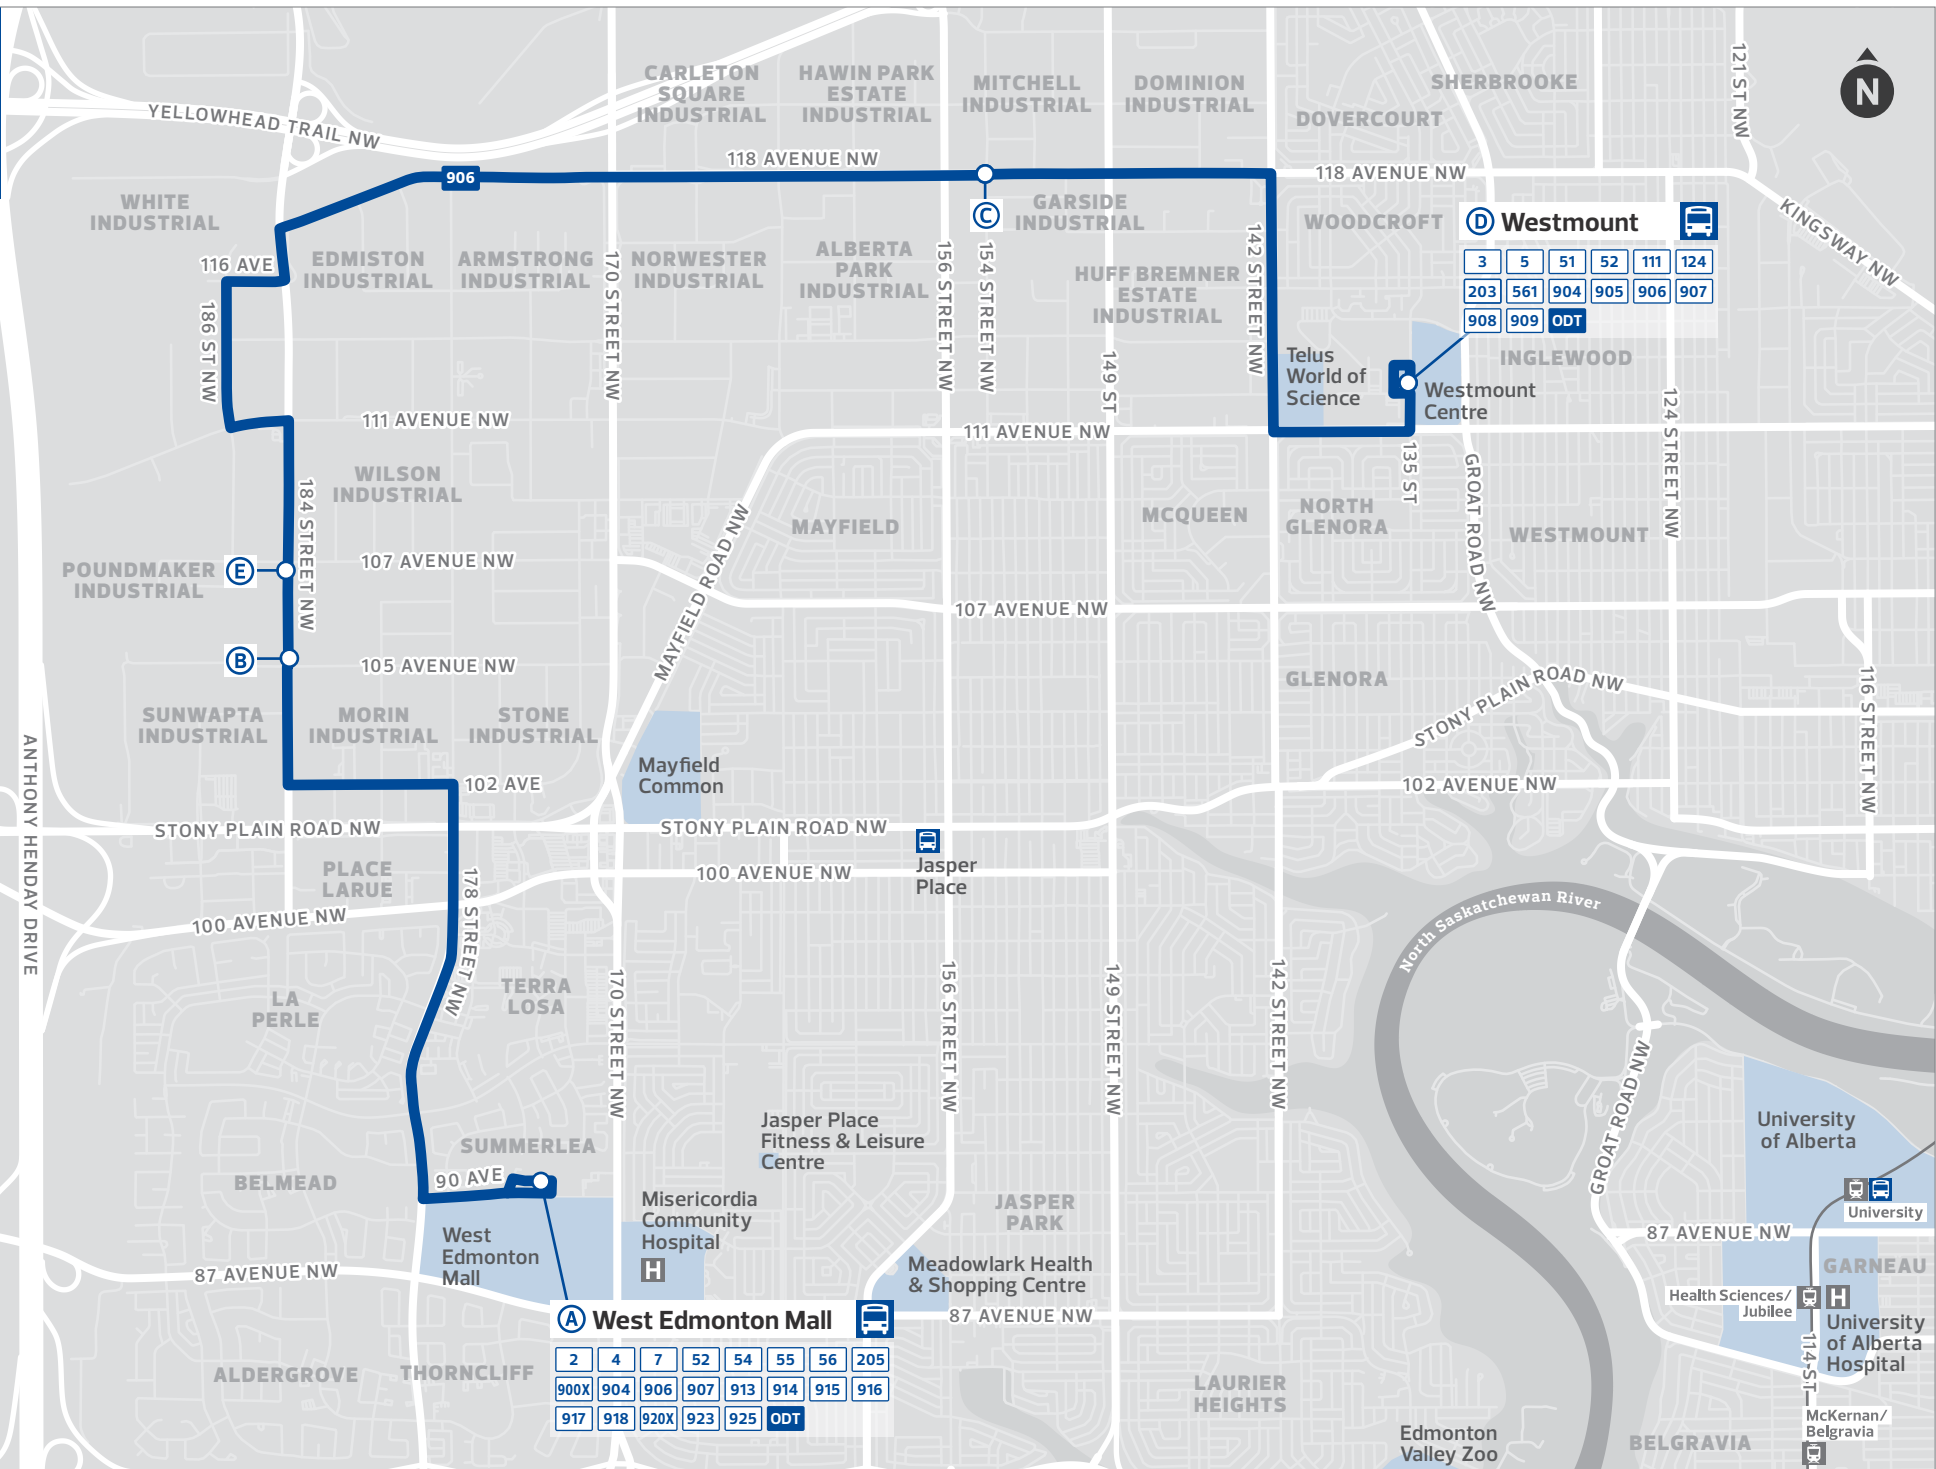 CARLETON
SQUARE
INDUSTRIAL
HAWIN PARK
ESTATE
INDUSTRIAL
MITCHELL
INDUSTRIAL
DOMINION
INDUSTRIAL
SHERBROOKE
DOVERCOURT
121 ST NW
N
YELLOWHEAD TRAIL NW
118 AVENUE NW
118 AVENUE NW
906
WHITE
INDUSTRIAL
C
GARSIDE
INDUSTRIAL
WOODCROFT
D Westmount
3 5 51 52 111 124
203 561 904 905 906 907
908 909 ODT
KINGSWAY NW
116 AVE
EDMISTON
INDUSTRIAL
ARMSTRONG
INDUSTRIAL
170 STREET NW
NORWESTER
INDUSTRIAL
ALBERTA
PARK
INDUSTRIAL
156 STREET NW
154 STREET NW
HUFF BREMNER
ESTATE
INDUSTRIAL
142 STREET NW
186 ST NW
149 ST
Telus
World of
Science
Westmount
Centre
INGLEWOOD
124 STREET NW
111 AVENUE NW
111 AVENUE NW
135 ST
GROAT ROAD NW
WILSON
INDUSTRIAL
184 STREET NW
MAYFIELD ROAD NW
MAYFIELD
MCQUEEN
NORTH
GLENORA
WESTMOUNT
POUNDMAKER
INDUSTRIAL
E
107 AVENUE NW
107 AVENUE NW
B
105 AVENUE NW
GLENORA
STONY PLAIN ROAD NW
116 STREET NW
SUNWAPTA
INDUSTRIAL
MORIN
INDUSTRIAL
STONE
INDUSTRIAL
ANTHONY HENDAY DRIVE
Mayfield
Common
102 AVE
102 AVENUE NW
STONY PLAIN ROAD NW
STONY PLAIN ROAD NW
Jasper
Place
PLACE
LARUE
178 STREET NW
100 AVENUE NW
100 AVENUE NW
North Saskatchewan River
LA
PERLE
TERRA
LOSA
170 STREET NW
156 STREET NW
149 STREET NW
142 STREET NW
GROAT ROAD NW
Jasper Place
Fitness & Leisure
Centre
SUMMERLEA
90 AVE
BELMEAD
University
of Alberta
University
West
Edmonton
Mall
Misericordia
Community
Hospital
H
JASPER
PARK
Meadowlark Health
& Shopping Centre
87 AVENUE NW
87 AVENUE NW
87 AVENUE NW
GARNEAU
Health Sciences/
Jubilee
H
University
of Alberta
Hospital
114 ST
A West Edmonton Mall
2 4 7 52 54 55 56 205
900X 904 906 907 913 914 915 916
917 918 920X 923 925 ODT
ALDERGROVE
THORNCLIFF
LAURIER
HEIGHTS
Edmonton
Valley Zoo
BELGRAVIA
McKernan/
Belgravia